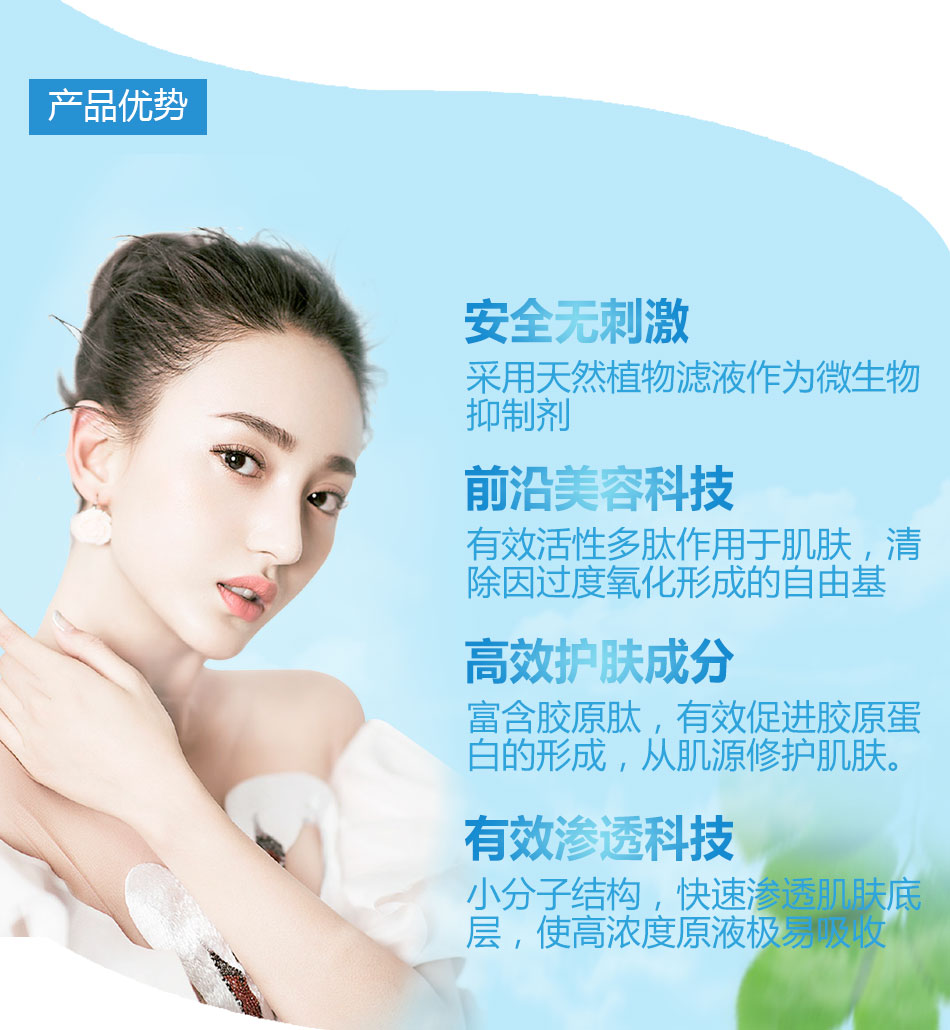 产品优势
安全无刺激
采用天然植物滤液作为微生物
抑制剂
前沿美容科技
有效活性多肽作用于肌肤，清
除因过度氧化形成的自由基
高效护肤成分
富含胶原肽，有效促进胶原蛋
白的形成，从肌源修护肌肤。
有效渗透科技
小分子结构，快速渗透肌肤底
层，使高浓度原液极易吸收